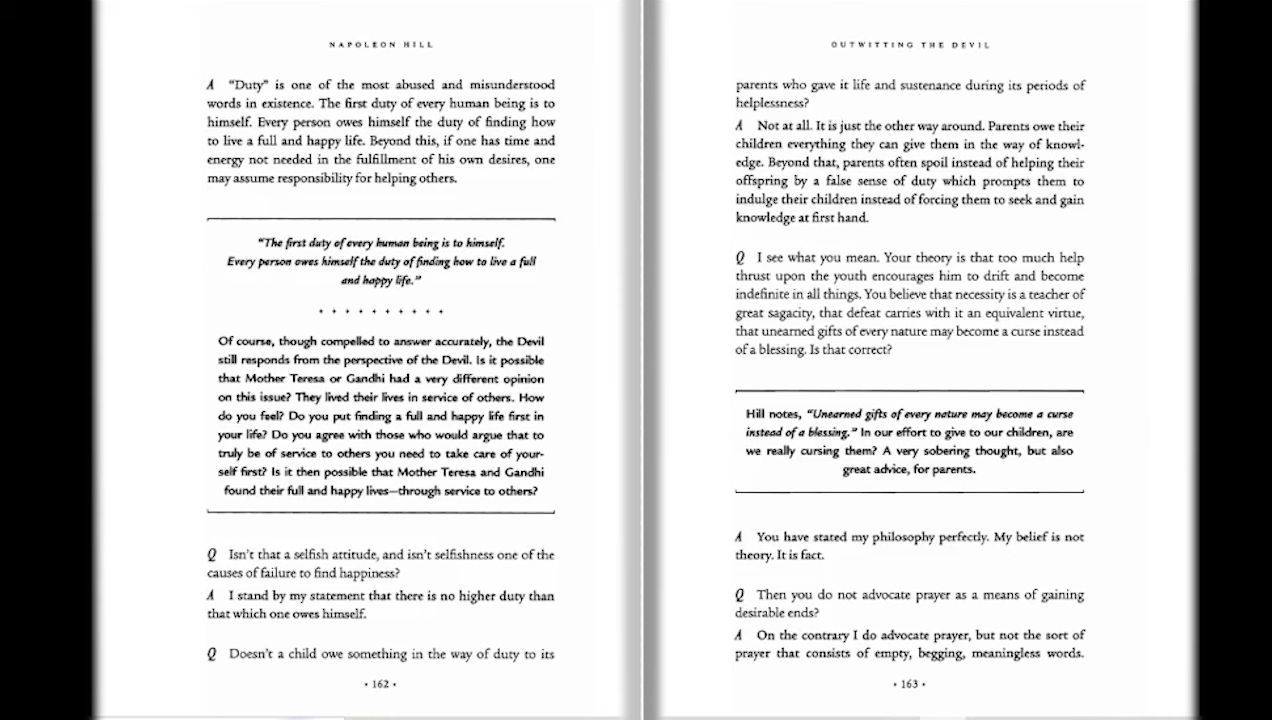 NAPOLEON HILL
A “Duty” is one of the most abused and misunderstood
words in existence. The first duty of every human being is to
himself. Every person owes himself the duty of finding how
to live a full and happy life. Beyond this, if one has time and
energy not needed in the fulfillment of his own desires, one
may assume responsibility for helping others.
“The first duty of every human being is to himself.
Every person owes himself the duty of finding how to live a full
and happy life.”
Of course, though compelled to answer accurately, the Devil
still responds from the perspective of the Devil. Is it possible
that Mother Teresa or Gandhi had a very different opinion
on this issue? They lived their lives in service of others. How
do you feel? Do you put finding a full and happy life first in
your life? Do you agree with those who would argue that to
truly be of service to others you need to take care of your-
self first? Is it then possible that Mother Teresa and Gandhi
found their full and happy lives—through service to others?
Q Isn’t that a selfish attitude, and isn’t selfishness one of the
causes of failure to find happiness?
A I stand by my statement that there is no higher duty than
that which one owes himself.
Q Doesn’t a child owe something in the way of duty to its
• 162 •
OUTWITTING THE DEVIL
parents who gave it life and sustenance during its periods of
helplessness?
A Not at all. It is just the other way around. Parents owe their
children everything they can give them in the way of knowl-
edge. Beyond that, parents often spoil instead of helping their
offspring by a false sense of duty which prompts them to
indulge their children instead of forcing them to seek and gain
knowledge at first hand.
Q I see what you mean. Your theory is that too much help
thrust upon the youth encourages him to drift and become
indefinite in all things. You believe that necessity is a teacher of
great sagacity, that defeat carries with it an equivalent virtue,
that unearned gifts of every nature may become a curse instead
of a blessing. Is that correct?
Hill notes, “Unearned gifts of every nature may become a curse
instead of a blessing.” In our effort to give to our children, are
we really cursing them? A very sobering thought, but also
great advice, for parents.
A You have stated my philosophy perfectly. My belief is not
theory. It is fact.
Q Then you do not advocate prayer as a means of gaining
desirable ends?
A On the contrary I do advocate prayer, but not the sort of
prayer that consists of empty, begging, meaningless words.
• 163 •